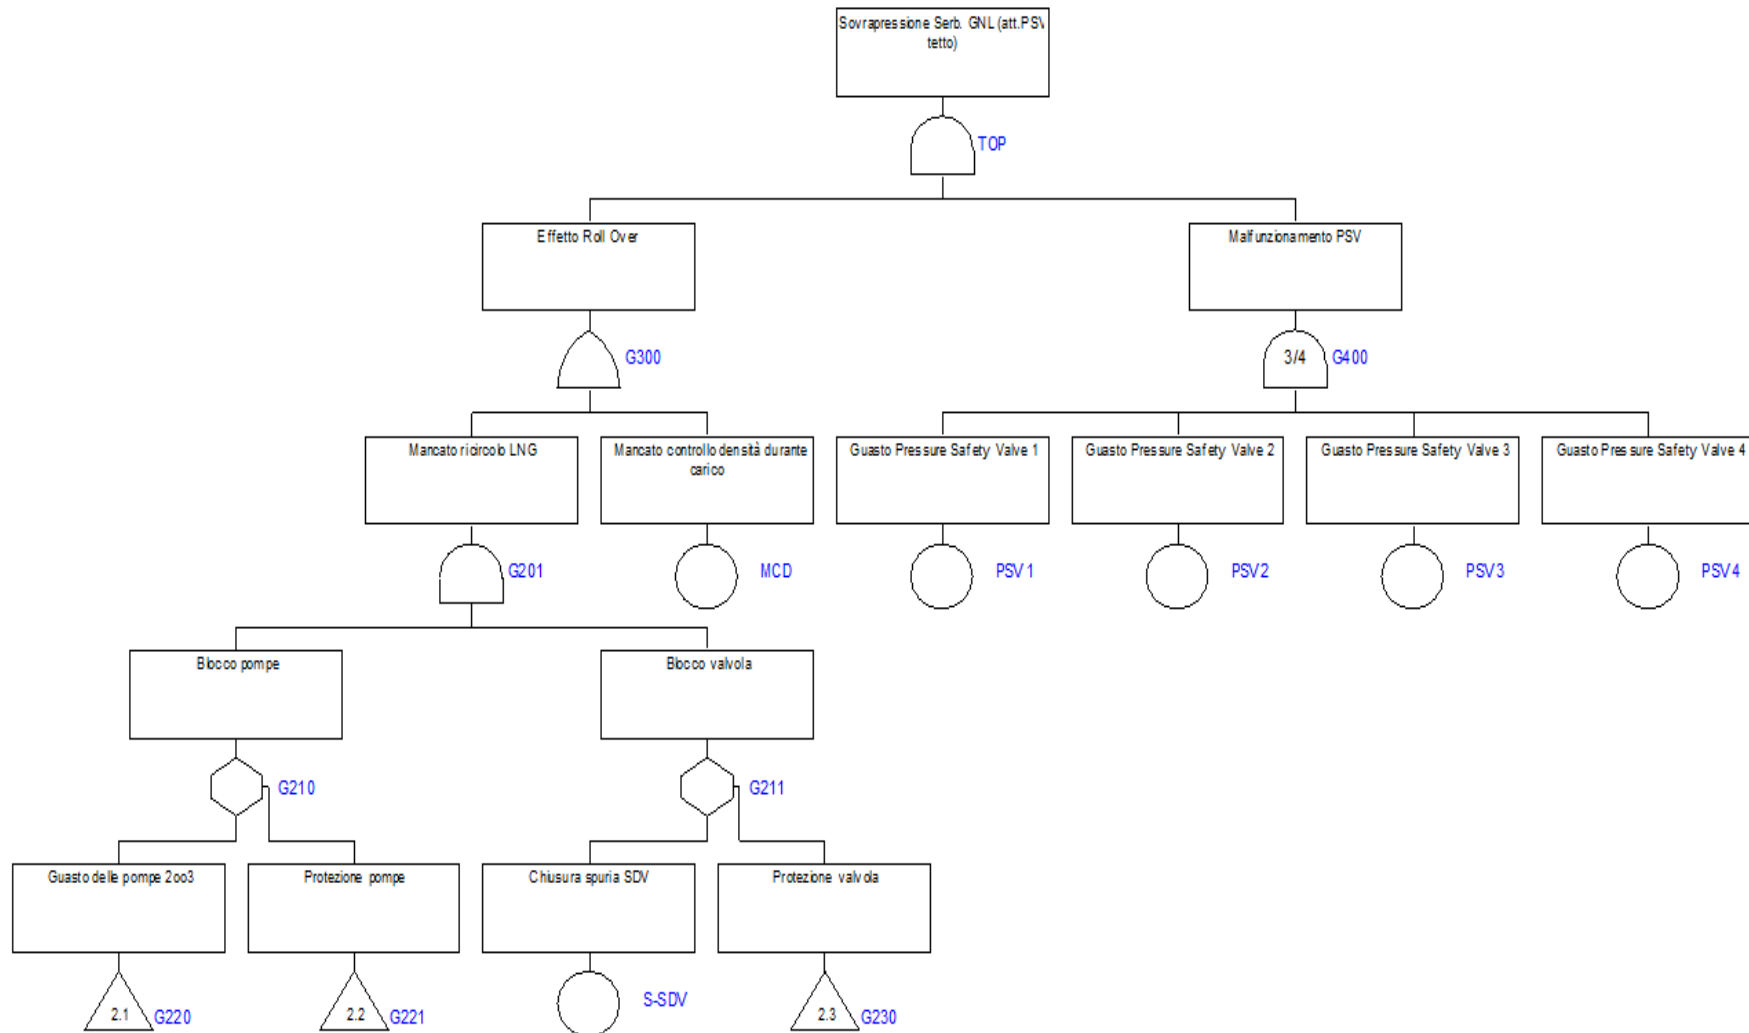 Sovrapressione Serb. GNL (att.PSV
tetto)
TOP
Effetto Roll Over
Malfunzionamento PSV
G300
3/4
G400
Mancato ricircolo LNG
Mancato controllo densità durante
carico
Guasto Pressure Safety Valve 1
Guasto Pressure Safety Valve 2
Guasto Pressure Safety Valve 3
Guasto Pressure Safety Valve 4
G201
MCD
PSV1
PSV2
PSV3
PSV4
Blocco pompe
Blocco valvola
G210
G211
Guasto delle pompe 2oo3
Protezione pompe
Chiusura spuria SDV
Protezione valvola
2.1
G220
2.2
G221
S-SDV
2.3
G230